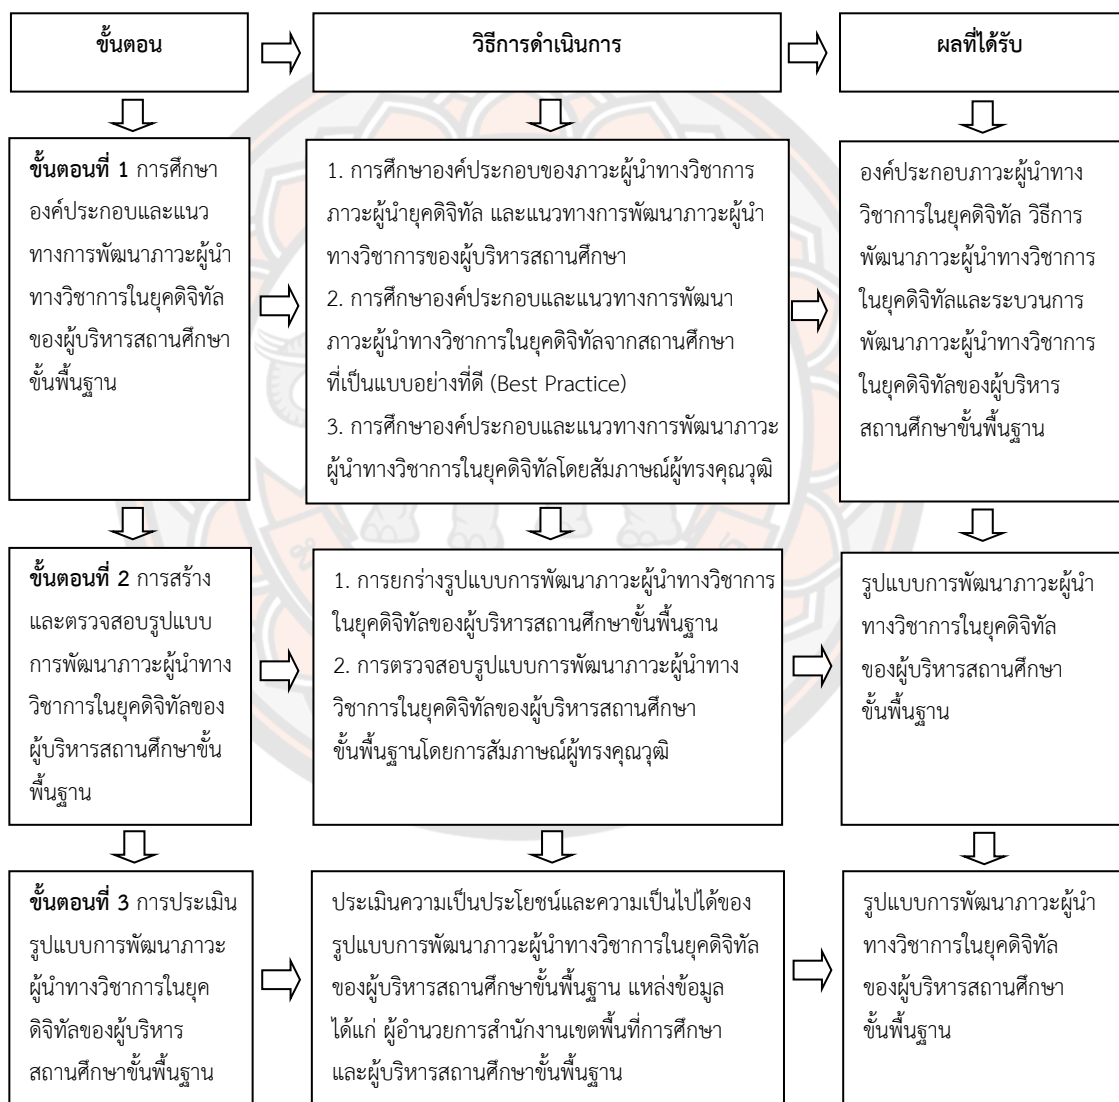 ขั้นตอน
วิธีการดำเนินการ
ผลที่ได้รับ
ขั้นตอนที่ 1 การศึกษา
องค์ประกอบและแนว
ทางการพัฒนาภาวะผู้นำ
ทางวิชาการในยุคดิจิทัล
ของผู้บริหารสถานศึกษา
ขั้นพื้นฐาน
1. การศึกษาองค์ประกอบของภาวะผู้นำทางวิชาการ
ภาวะผู้นำยุคดิจิทัล และแนวทางการพัฒนาภาวะผู้นำ
ทางวิชาการของผู้บริหารสถานศึกษา
2. การศึกษาองค์ประกอบและแนวทางการพัฒนา
ภาวะผู้นำทางวิชาการในยุคดิจิทัลจากสถานศึกษา
ที่เป็นแบบอย่างที่ดี (Best Practice)
3. การศึกษาองค์ประกอบและแนวทางการพัฒนาภาวะ
ผู้นำทางวิชาการในยุคดิจิทัลโดยสัมภาษณ์ผู้ทรงคุณวุฒิ
องค์ประกอบภาวะผู้นำทาง
วิชาการในยุคดิจิทัล วิธีการ
พัฒนาภาวะผู้นำทางวิชาการ
ในยุคดิจิทัลและระบวนการ
พัฒนาภาวะผู้นำทางวิชาการ
ในยุคดิจิทัลของผู้บริหาร
สถานศึกษาขั้นพื้นฐาน
ขั้นตอนที่ 2 การสร้าง
และตรวจสอบรูปแบบ
การพัฒนาภาวะผู้นำทาง
วิชาการในยุคดิจิทัลของ
ผู้บริหารสถานศึกษาขั้น
พื้นฐาน
1. การยกร่างรูปแบบการพัฒนาภาวะผู้นำทางวิชาการ
ในยุคดิจิทัลของผู้บริหารสถานศึกษาขั้นพื้นฐาน
2. การตรวจสอบรูปแบบการพัฒนาภาวะผู้นำทาง
วิชาการในยุคดิจิทัลของผู้บริหารสถานศึกษา
ขั้นพื้นฐานโดยการสัมภาษณ์ผู้ทรงคุณวุฒิ
รูปแบบการพัฒนาภาวะผู้นำ
ทางวิชาการในยุคดิจิทัล
ของผู้บริหารสถานศึกษา
ขั้นพื้นฐาน
ขั้นตอนที่ 3 การประเมิน
รูปแบบการพัฒนาภาวะ
ผู้นำทางวิชาการในยุค
ดิจิทัลของผู้บริหาร
สถานศึกษาขั้นพื้นฐาน
ประเมินความเป็นประโยชน์และความเป็นไปได้ของ
รูปแบบการพัฒนาภาวะผู้นำทางวิชาการในยุคดิจิทัล
ของผู้บริหารสถานศึกษาขั้นพื้นฐาน แหล่งข้อมูล
ได้แก่ ผู้อำนวยการสำนักงานเขตพื้นที่การศึกษา
และผู้บริหารสถานศึกษาขั้นพื้นฐาน
รูปแบบการพัฒนาภาวะผู้นำ
ทางวิชาการในยุคดิจิทัล
ของผู้บริหารสถานศึกษา
ขั้นพื้นฐาน